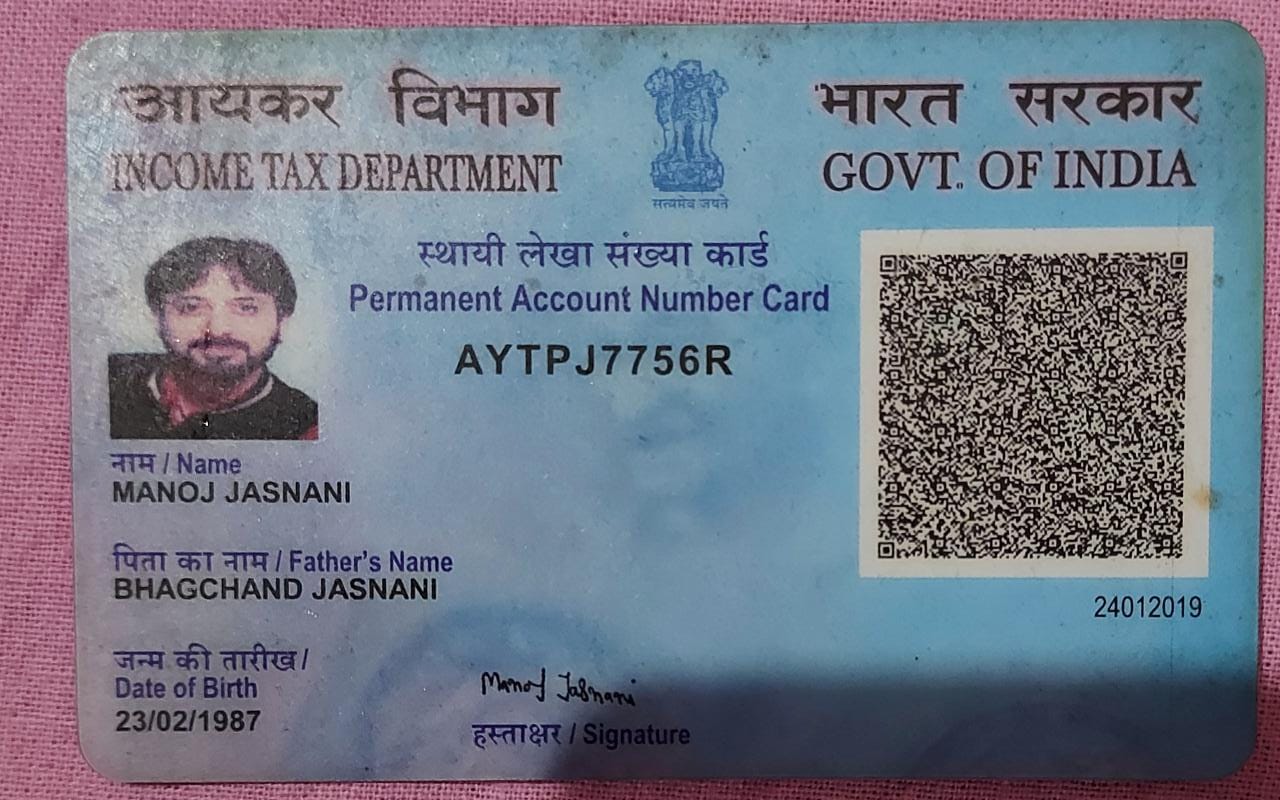 आयकर विभाग
INCOME TAX DEPARTMENT
सत्यमेव जयते
भारत सरकार
GOVT. OF INDIA
स्थायी लेखा संख्या कार्ड
Permanent Account Number Card
AYTPJ7756R
नाम / Name
MANOJ JASNANI
पिता का नाम / Father's Name
BHAGCHAND JASNANI
24012019
जन्म की तारीख /
Date of Birth
23/02/1987
Manoj Jasnani
हस्ताक्षर / Signature